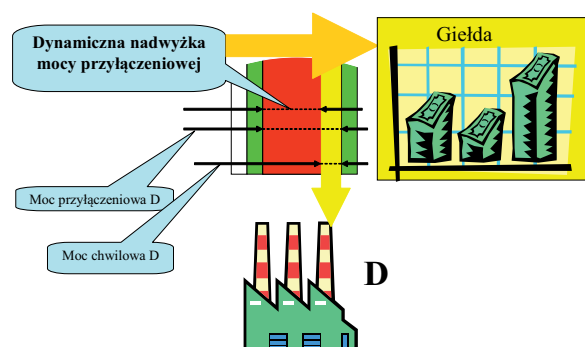 Dynamiczna nadwyżka
mocy przyłączeniowej
Giełda
Moc przyłączeniowa D
Moc chwilowa D
D